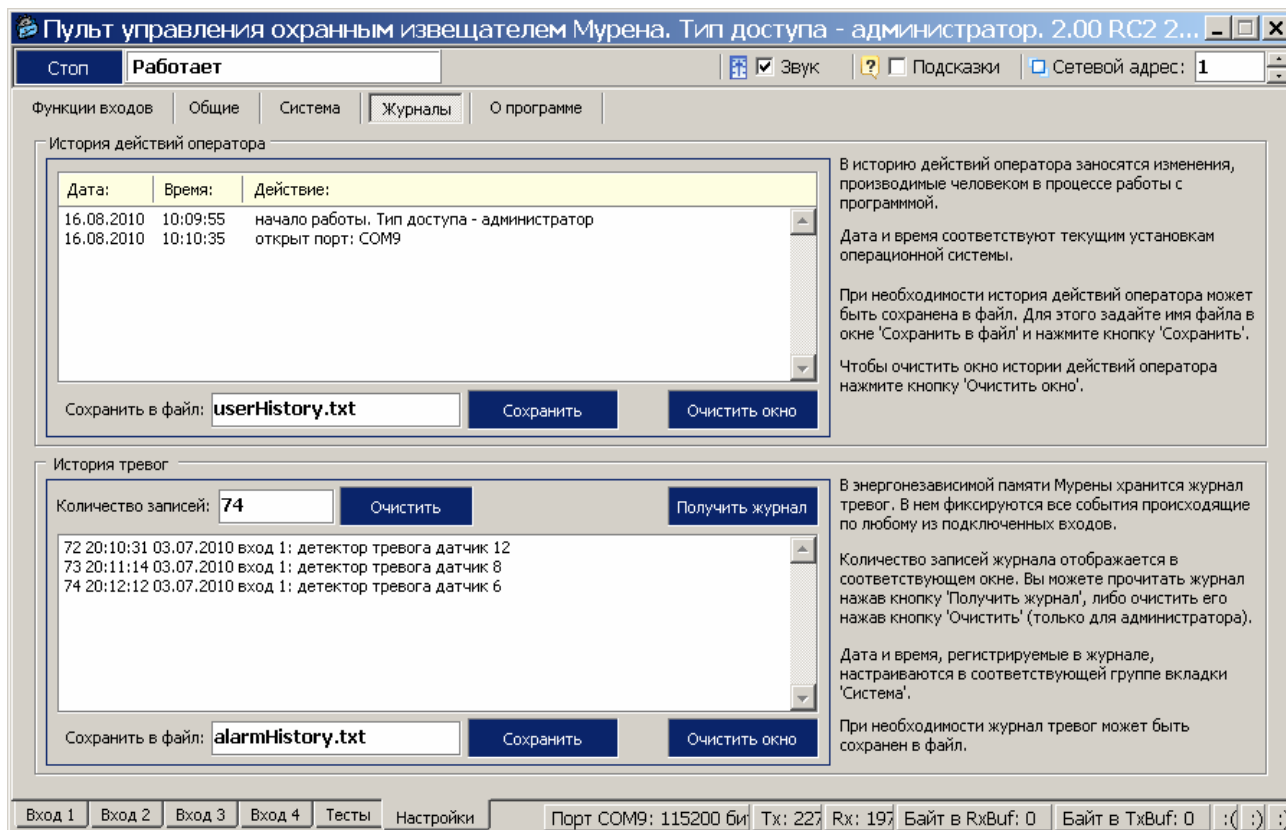 Пульт управления охранным извещателем Мурена. Тип доступа - администратор. 2.00 RC2 2...
Стоп Работает Звук Подсказки Сетевой адрес: 1
Функции входов Общие Система Журналы О программе
История действий оператора
Дата: Время: Действие:
16.08.2010 10:09:55 начало работы. Тип доступа - администратор
16.08.2010 10:10:35 открыт порт: COM9
Сохранить в файл: userHistory.txt Сохранить Очистить окно
В историю действий оператора заносятся изменения,
производимые человеком в процессе работы с
программмой.
Дата и время соответствуют текущим установкам
операционной системы.
При необходимости история действий оператора может
быть сохранена в файл. Для этого задайте имя файла в
окне 'Сохранить в файл' и нажмите кнопку 'Сохранить'.
Чтобы очистить окно истории действий оператора
нажмите кнопку 'Очистить окно'.
История тревог
Количество записей: 74 Очистить Получить журнал
72 20:10:31 03.07.2010 вход 1: детектор тревога датчик 12
73 20:11:14 03.07.2010 вход 1: детектор тревога датчик 8
74 20:12:12 03.07.2010 вход 1: детектор тревога датчик 6
Сохранить в файл: alarmHistory.txt Сохранить Очистить окно
В энергонезависимой памяти Мурены хранится журнал
тревог. В нем фиксируются все события происходящие
по любому из подключенных входов.
Количество записей журнала отображается в
соответствующем окне. Вы можете прочитать журнал
нажав кнопку 'Получить журнал', либо очистить его
нажав кнопку 'Очистить' (только для администратора).
Дата и время, регистрируемые в журнале,
настраиваются в соответствующей группе вкладки
'Система'.
При необходимости журнал тревог может быть
сохранен в файл.
Вход 1 Вход 2 Вход 3 Вход 4 Тесты Настройки Порт COM9: 115200 би Tx: 227 Rx: 197 Байт в RxBuf: 0 Байт в TxBuf: 0 :( :)